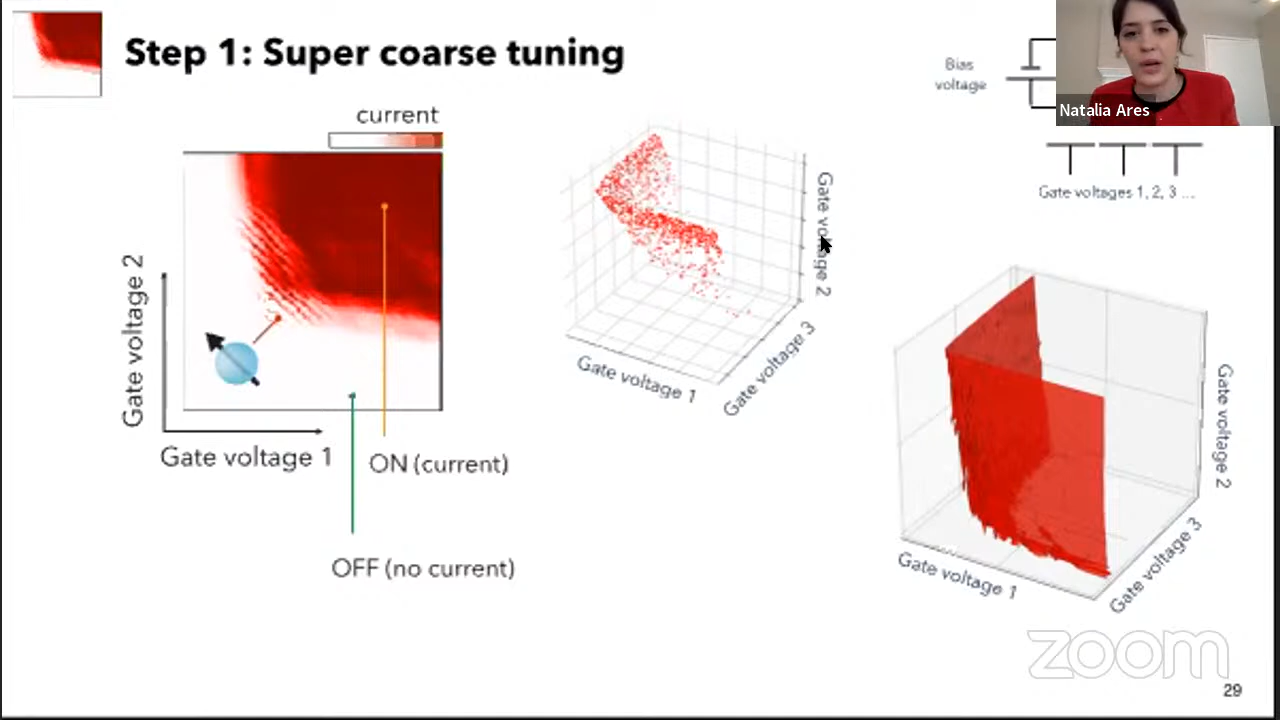 Step 1: Super coarse tuning
Bias
voltage
Natalia Ares
Gate voltages 1, 2, 3 ...
current
Gate voltage 2
Gate voltage 1
ON (current)
OFF (no current)
Gate voltage 2
Gate voltage 1
Gate voltage 3
Gate voltage 2
Gate voltage 1
Gate voltage 3
zoom
29